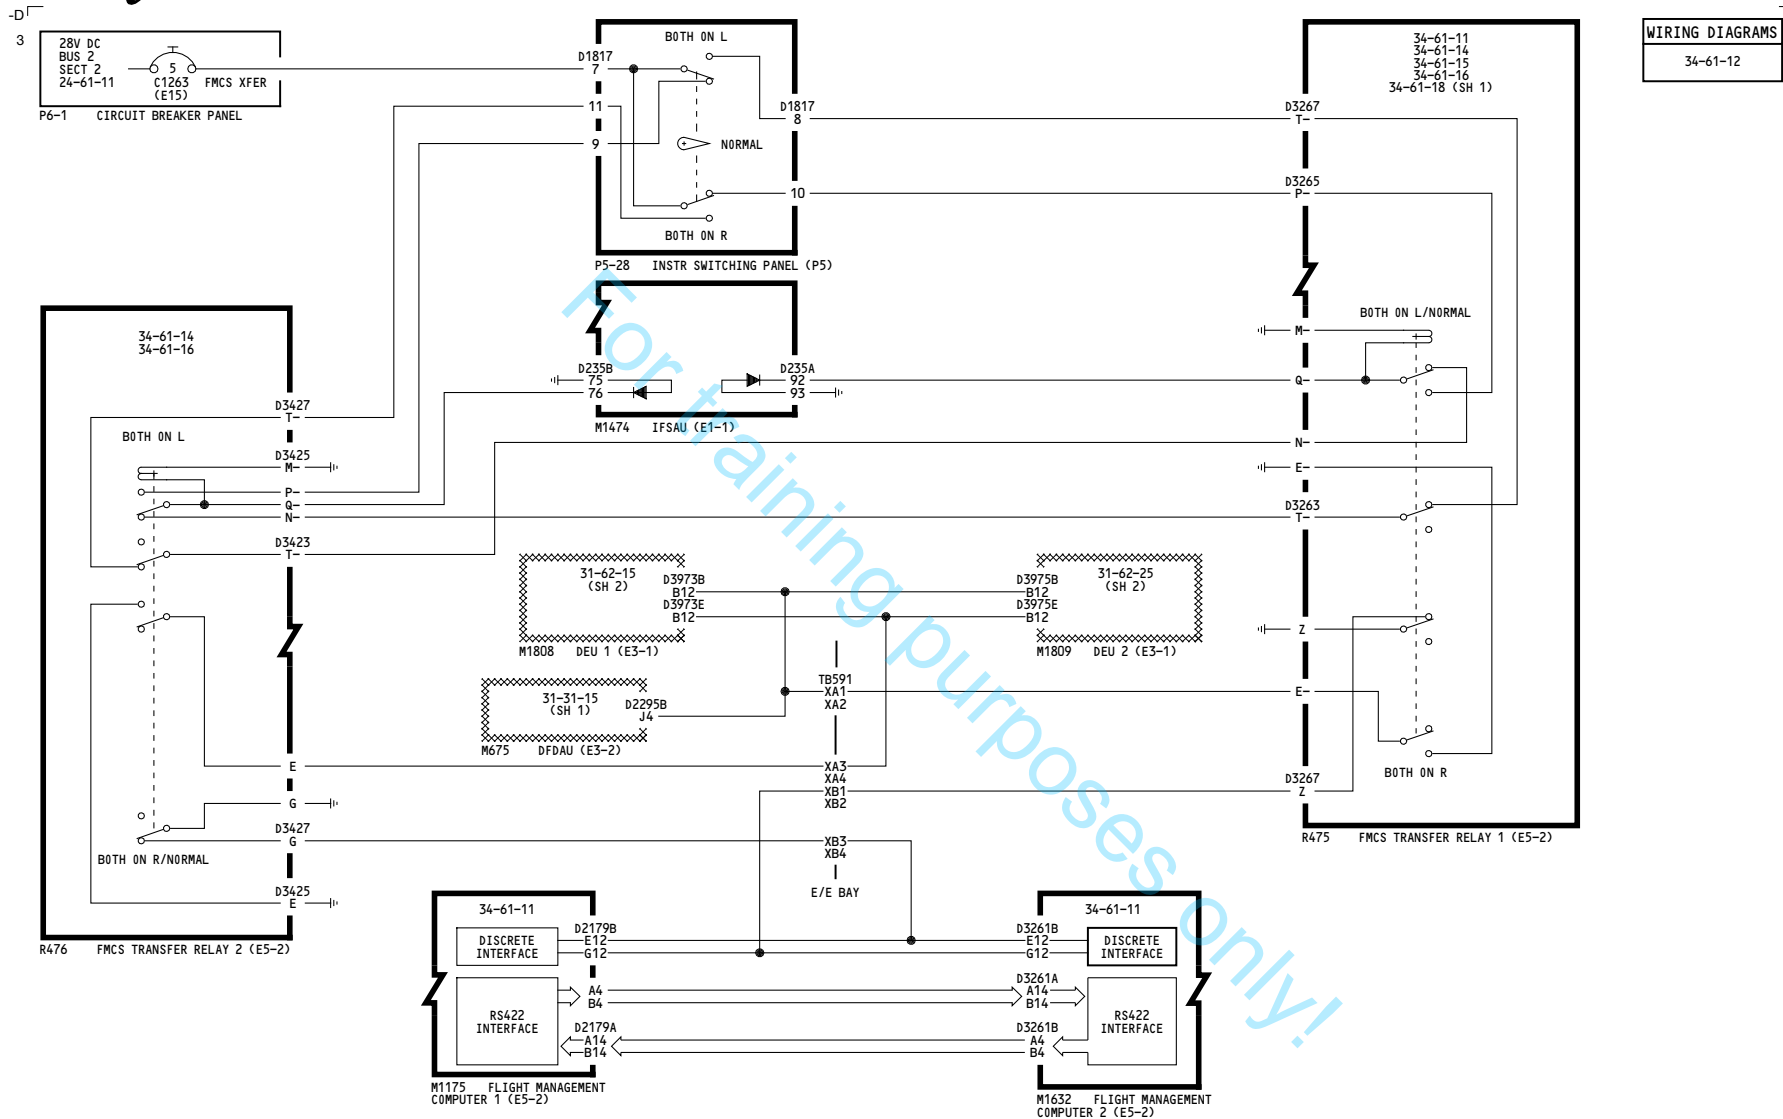 -D
3
28V DC
BUS 2
SECT 2
24-61-11
5
C1263
(E15)
FMCS XFER
P6-1 CIRCUIT BREAKER PANEL
BOTH ON L
D1817
7
11
9
D1817
8
NORMAL
10
BOTH ON R
P5-28 INSTR SWITCHING PANEL (P5)
34-61-11
34-61-14
34-61-15
34-61-16
34-61-18 (SH 1)
WIRING DIAGRAMS
34-61-12
D3267
T
D3265
P
BOTH ON L/NORMAL
M
Q
N
E
D3263
T
Z
E
BOTH ON R
D3267
Z
R475 FMCS TRANSFER RELAY 1 (E5-2)
D235B
75
76
D235A
92
93
M1474 IFSAU (E1-1)
34-61-14
34-61-16
D3427
T
BOTH ON L
D3425
M
P
Q
N
D3423
T
E
G
D3427
G
BOTH ON R/NORMAL
D3425
E
R476 FMCS TRANSFER RELAY 2 (E5-2)
31-62-15
(SH 2)
D3973B
B12
D3973E
B12
M1808 DEU 1 (E3-1)
31-62-25
(SH 2)
D3975B
B12
D3975E
B12
M1809 DEU 2 (E3-1)
31-31-15
(SH 1)
D2295B
J4
M675 DFDAU (E3-2)
TB591
XA1
XA2
XA3
XA4
XB1
XB2
XB3
XB4
E/E BAY
34-61-11
DISCRETE
INTERFACE
D2179B
E12
G12
A4
B4
RS422
INTERFACE
D2179A
A14
B14
M1175 FLIGHT MANAGEMENT
COMPUTER 1 (E5-2)
34-61-11
D3261B
E12
G12
DISCRETE
INTERFACE
D3261A
A14
B14
RS422
INTERFACE
D3261B
A4
B4
M1632 FLIGHT MANAGEMENT
COMPUTER 2 (E5-2)
For training purposes only!